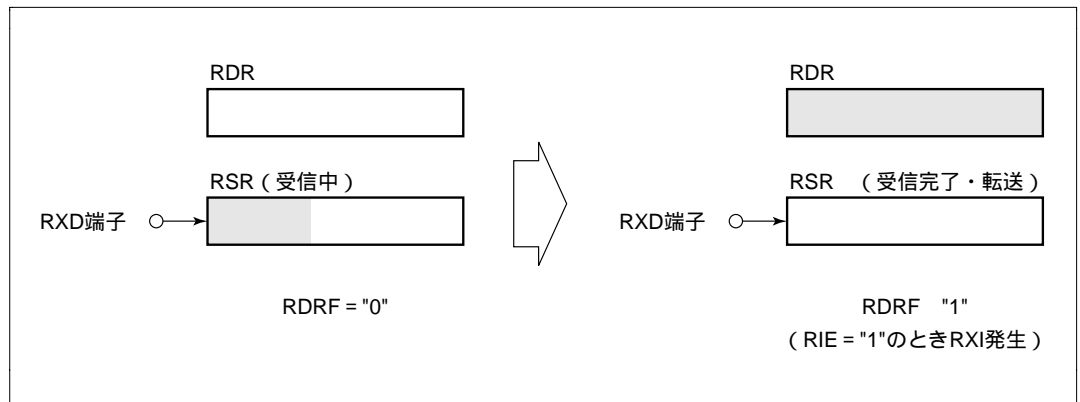 RDR
RSR（受信中）
RXD端子
RDRF = "0"
RDR
RSR （受信完了・転送）
RXD端子
RDRF "1"
（RIE = "1"のときRXI発生）